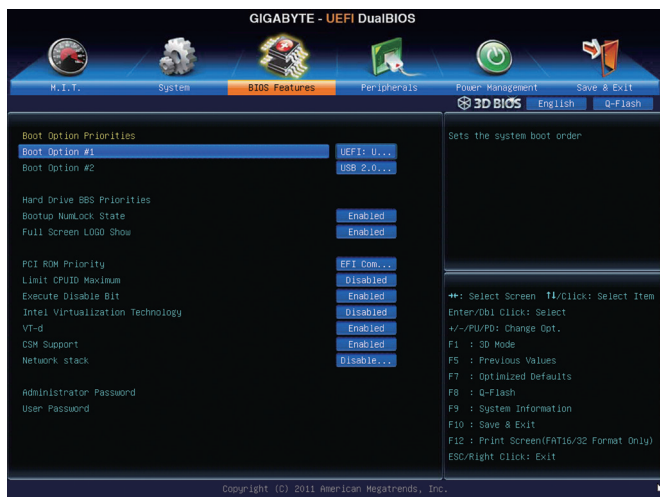 GIGABYTE - UEFI DualBIOS
M.I.T. System BIOS Features Peripherals Power Management Save & Exit
3D BIOS English Q-Flash
Boot Option Priorities
Boot Option #1 UEFI: U...
Boot Option #2 USB 2.0...
Hard Drive BBS Priorities
Bootup NumLock State Enabled
Full Screen LOGO Show Enabled
PCI ROM Priority EFI Com...
Limit CPUID Maximum Disabled
Execute Disable Bit Enabled
Intel Virtualization Technology Disabled
VT-d Enabled
CSM Support Enabled
Network stack Disable...
Administrator Password
User Password
Sets the system boot order
→←: Select Screen ↑↓/Click: Select Item
Enter/Dbl Click: Select
+/-/PU/PD: Change Opt.
F1 : 3D Mode
F5 : Previous Values
F7 : Optimized Defaults
F8 : Q-Flash
F9 : System Information
F10 : Save & Exit
F12 : Print Screen(FAT16/32 Format Only)
ESC/Right Click: Exit
Copyright (C) 2011 American Megatrends, Inc.